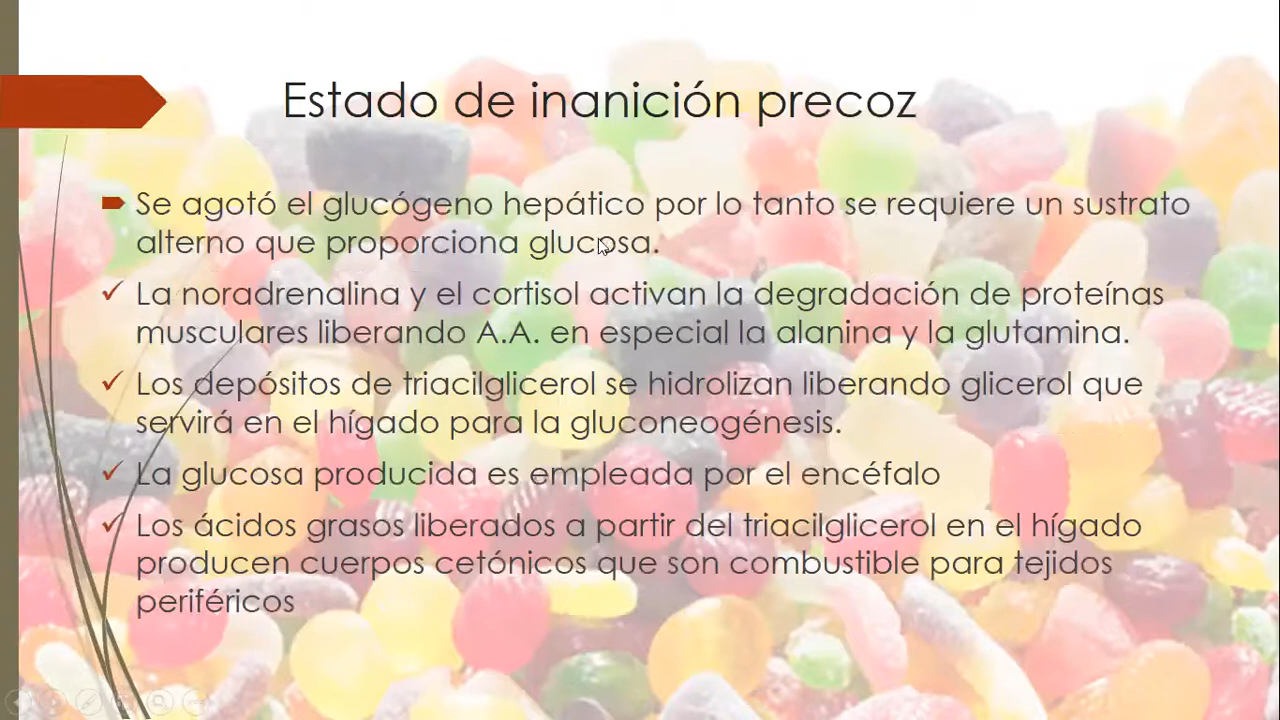 Estado de inanición precoz
Se agotó el glucógeno hepático por lo tanto se requiere un sustrato
alterno que proporciona glucosa.
La noradrenalina y el cortisol activan la degradación de proteínas
musculares liberando A.A. en especial la alanina y la glutamina.
Los depósitos de triacilglicerol se hidrolizan liberando glicerol que
servirá en el hígado para la gluconeogénesis.
La glucosa producida es empleada por el encéfalo
Los ácidos grasos liberados a partir del triacilglicerol en el hígado
producen cuerpos cetónicos que son combustible para tejidos
periféricos